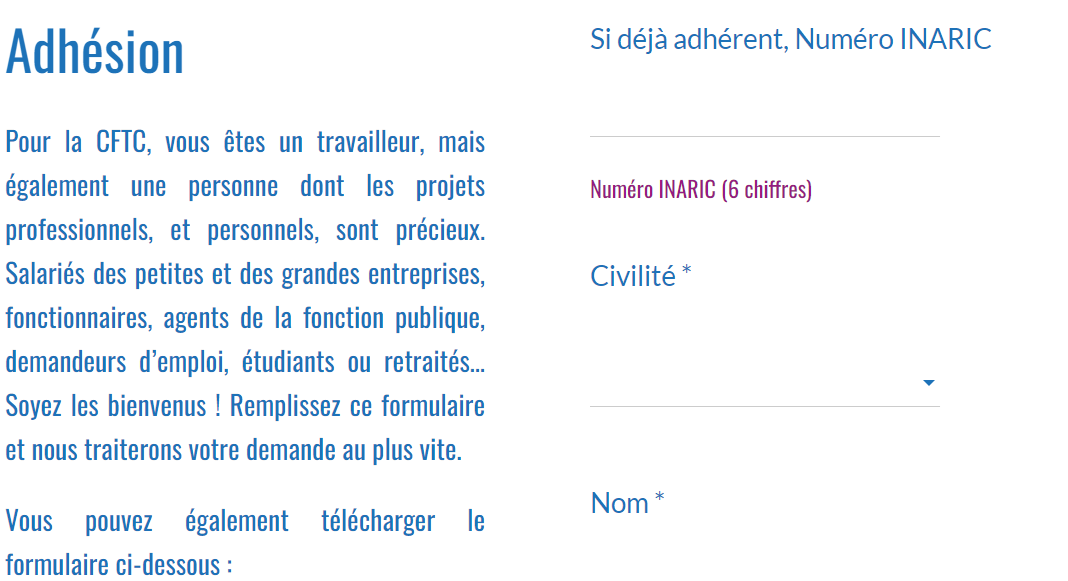 Adhésion
Pour la CFTC, vous êtes un travailleur, mais
également une personne dont les projets
professionnels, et personnels, sont précieux.
Salariés des petites et des grandes entreprises,
fonctionnaires, agents de la fonction publique,
demandeurs d’emploi, étudiants ou retraités…
Soyez les bienvenus ! Remplissez ce formulaire
et nous traiterons votre demande au plus vite.
Vous pouvez également télécharger le
formulaire ci-dessous :
Si déjà adhérent, Numéro INARIC
Numéro INARIC (6 chiffres)
Civilité *
Nom *